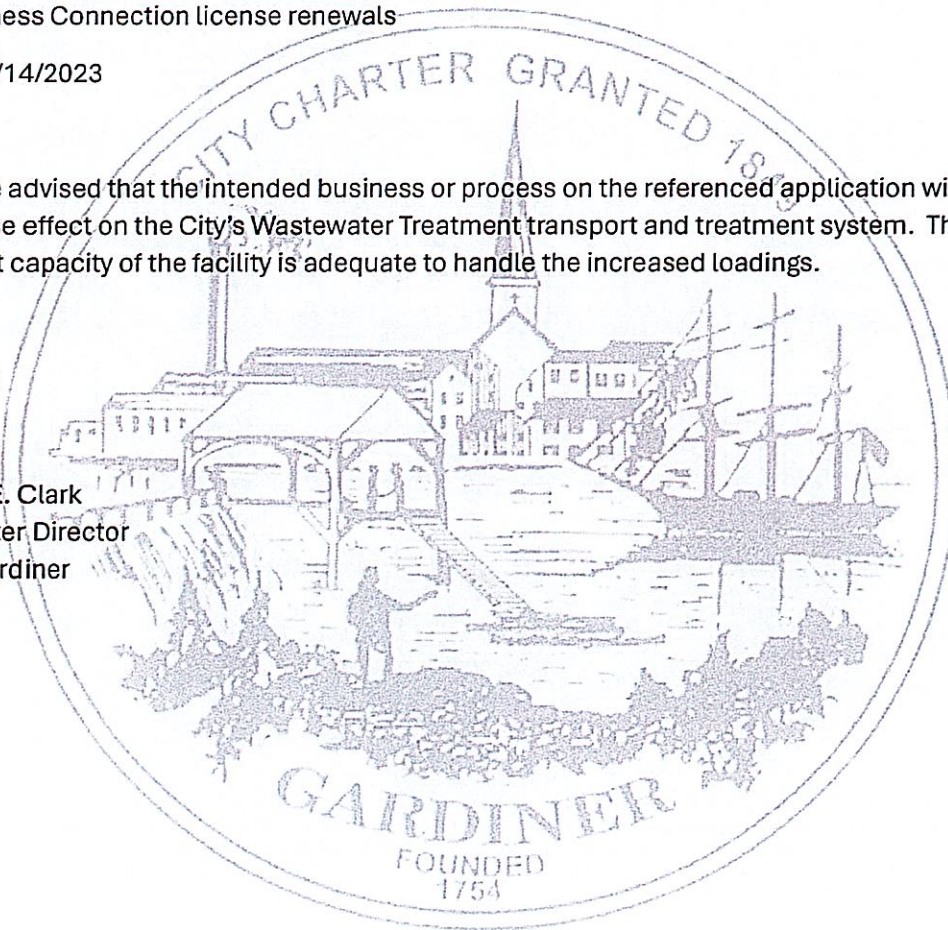 ness Connection license renewals
/14/2023
CITY CHARTER GRANTED
e advised that the intended business or process on the referenced application wi
e effect on the City's Wastewater Treatment transport and treatment system. Th
t capacity of the facility is adequate to handle the increased loadings.
E. Clark
ter Director
rdiner
GARDINER
FOUNDED
1754